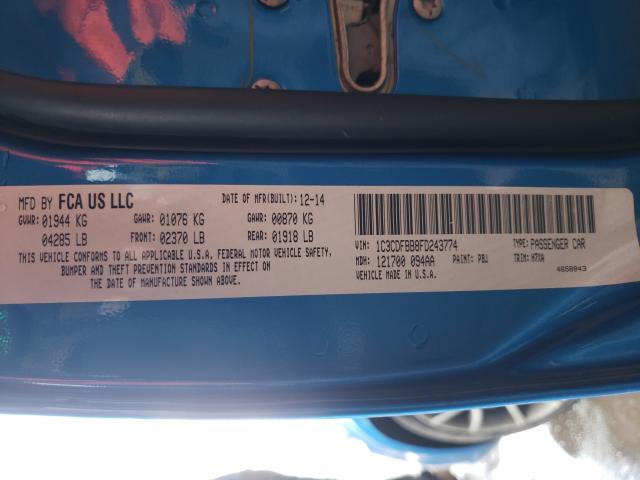 MFD BY FCA US LLC DATE OF MFR(BUILT): 12-14
GVWR: 01944 KG GAWR: 01076 KG GAWR: 00870 KG
04285 LB FRONT: 02370 LB REAR: 01918 LB
THIS VEHICLE CONFORMS TO ALL APPLICABLE U.S.A. FEDERAL MOTOR VEHICLE SAFETY,
BUMPER AND THEFT PREVENTION STANDARDS IN EFFECT ON
THE DATE OF MANUFACTURE SHOWN ABOVE.
VIN: 1C3CDFBB8FD243774 TYPE: PASSENGER CAR
MDH: 121700 094AA PAINT: PBJ TRIM: H7XA
VEHICLE MADE IN U.S.A. 4658843